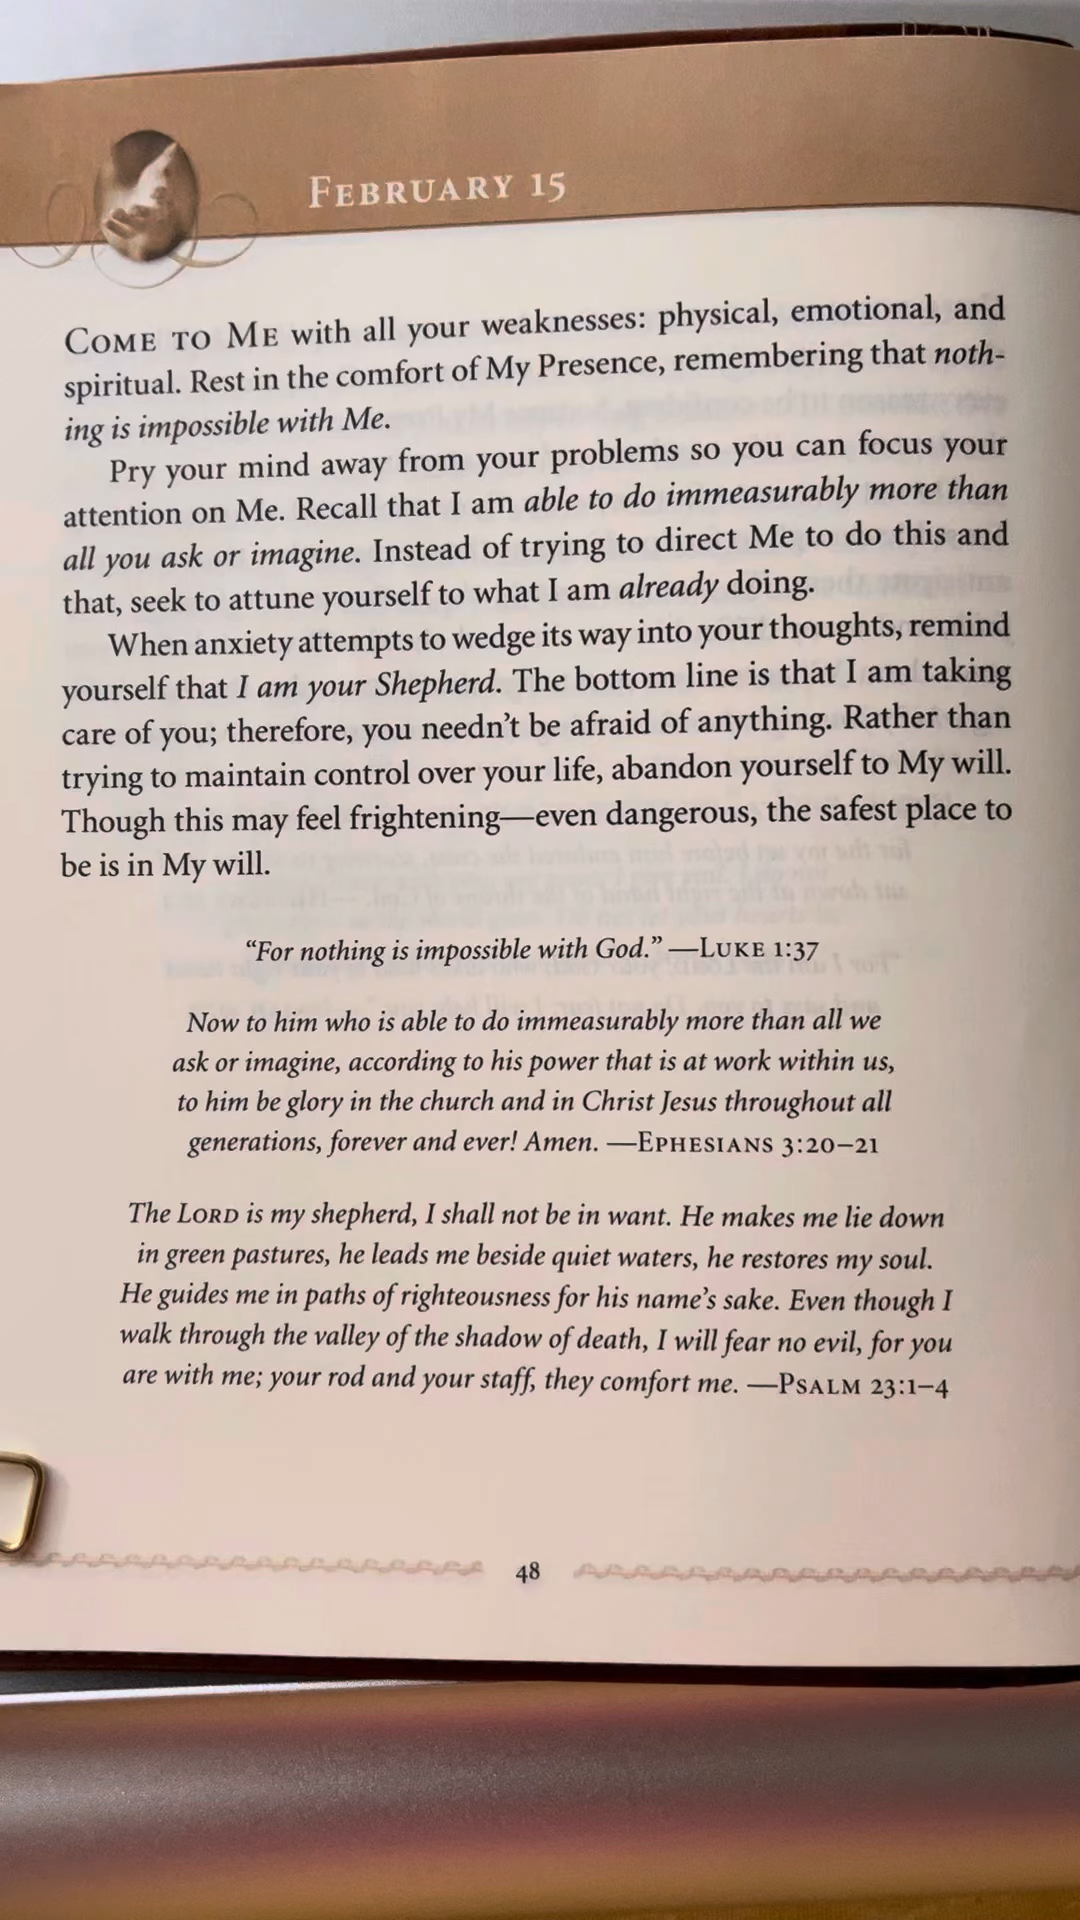 February 15
Come to Me with all your weaknesses: physical, emotional, and
spiritual. Rest in the comfort of My Presence, remembering that noth-
ing is impossible with Me.
Pry your mind away from your problems so you can focus your
attention on Me. Recall that I am able to do immeasurably more than
all you ask or imagine. Instead of trying to direct Me to do this and
that, seek to attune yourself to what I am already doing.
When anxiety attempts to wedge its way into your thoughts, remind
yourself that I am your Shepherd. The bottom line is that I am taking
care of you; therefore, you needn’t be afraid of anything. Rather than
trying to maintain control over your life, abandon yourself to My will.
Though this may feel frightening—even dangerous, the safest place to
be is in My will.
“For nothing is impossible with God.” —Luke 1:37
Now to him who is able to do immeasurably more than all we
ask or imagine, according to his power that is at work within us,
to him be glory in the church and in Christ Jesus throughout all
generations, forever and ever! Amen. —Ephesians 3:20–21
The Lord is my shepherd, I shall not be in want. He makes me lie down
in green pastures, he leads me beside quiet waters, he restores my soul.
He guides me in paths of righteousness for his name’s sake. Even though I
walk through the valley of the shadow of death, I will fear no evil, for you
are with me; your rod and your staff, they comfort me. —Psalm 23:1–4
48